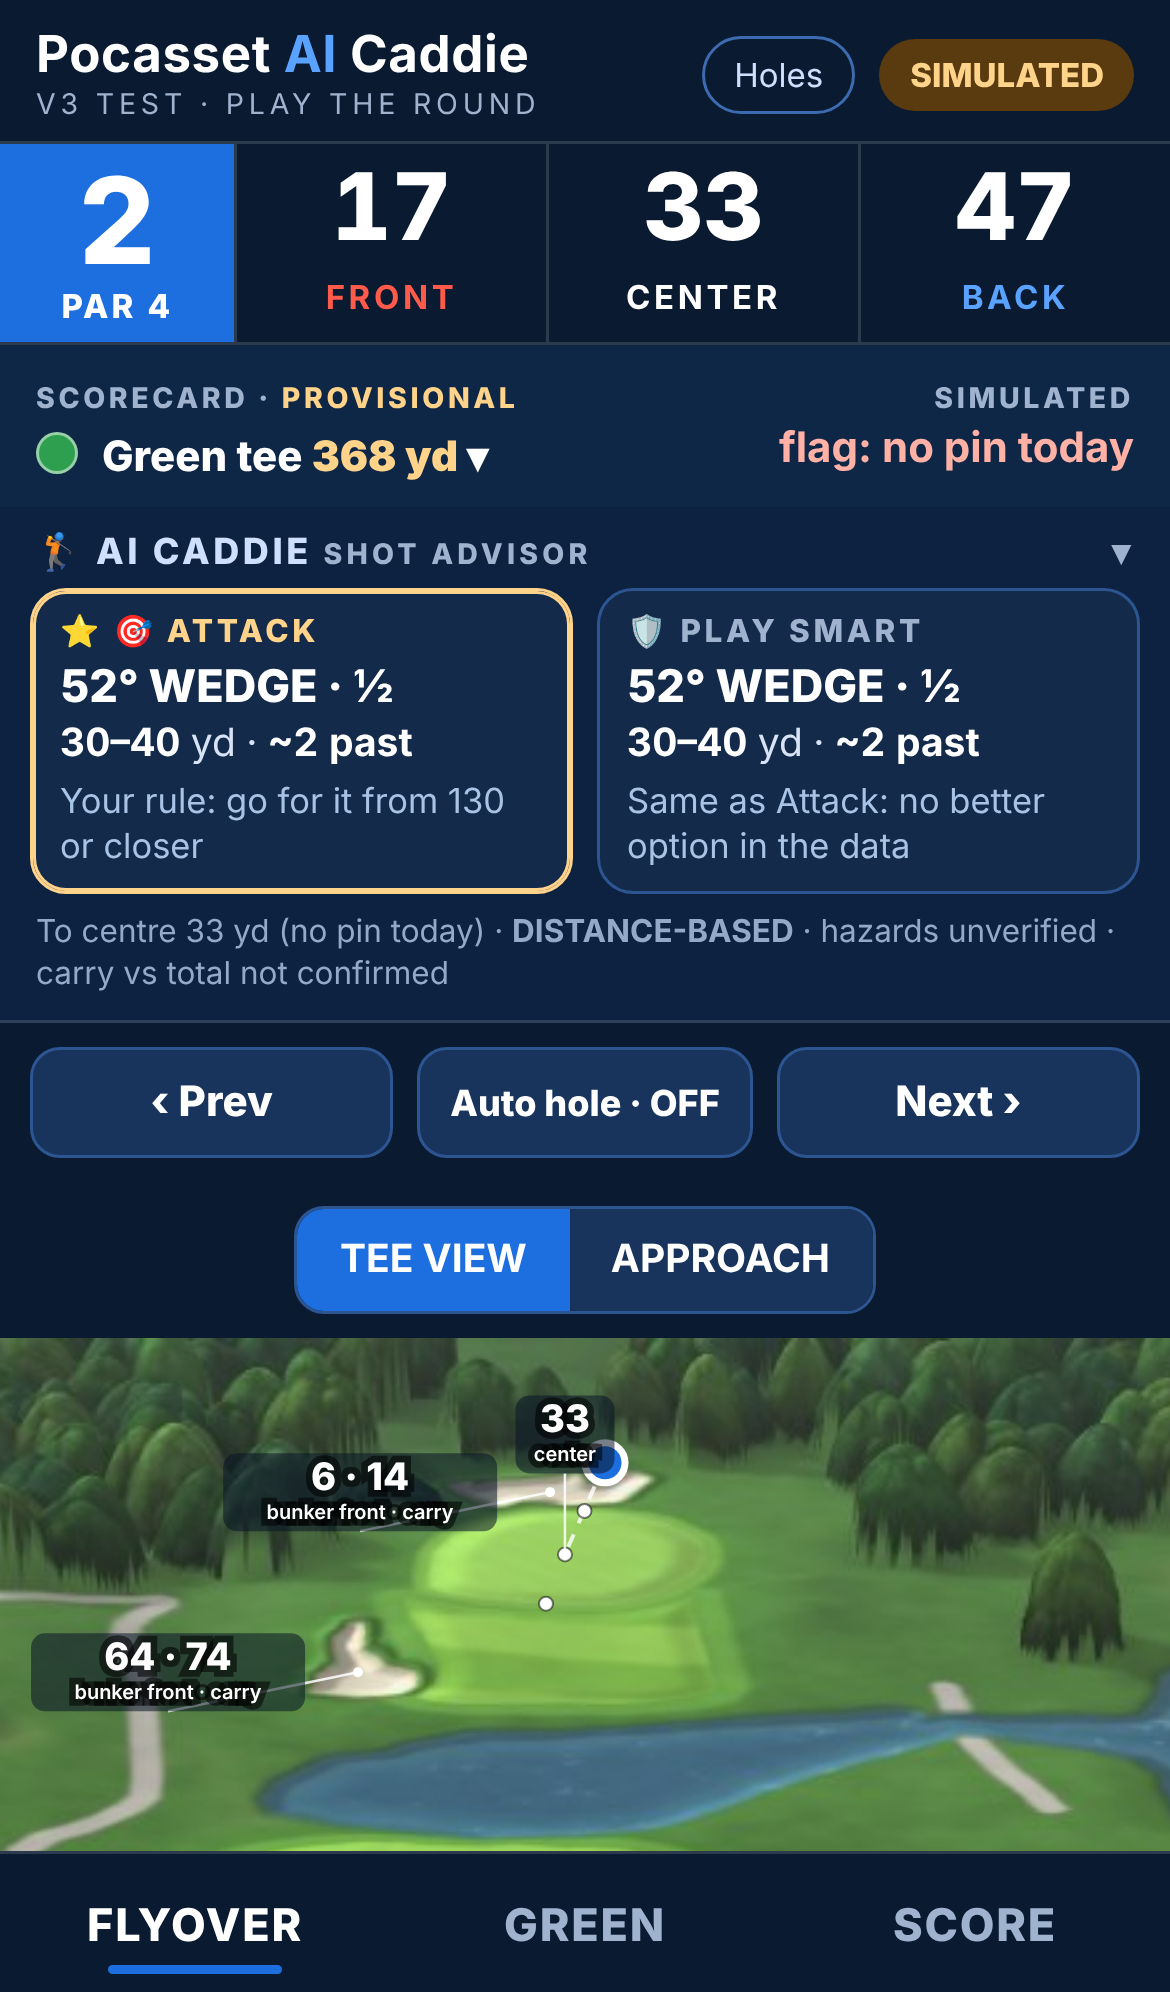 Pocasset AI Caddie
V3 TEST · PLAY THE ROUND
Holes
SIMULATED
2
PAR 4
17
FRONT
33
CENTER
47
BACK
SCORECARD · PROVISIONAL
Green tee 368 yd ▾
SIMULATED
flag: no pin today
AI CADDIE SHOT ADVISOR ▾
ATTACK
52° WEDGE · ½
30–40 yd · ~2 past
Your rule: go for it from 130
or closer
PLAY SMART
52° WEDGE · ½
30–40 yd · ~2 past
Same as Attack: no better
option in the data
To centre 33 yd (no pin today) · DISTANCE-BASED · hazards unverified ·
carry vs total not confirmed
‹ Prev
Auto hole · OFF
Next ›
TEE VIEW
APPROACH
33
center
6 · 14
bunker front · carry
64 · 74
bunker front · carry
FLYOVER
GREEN
SCORE